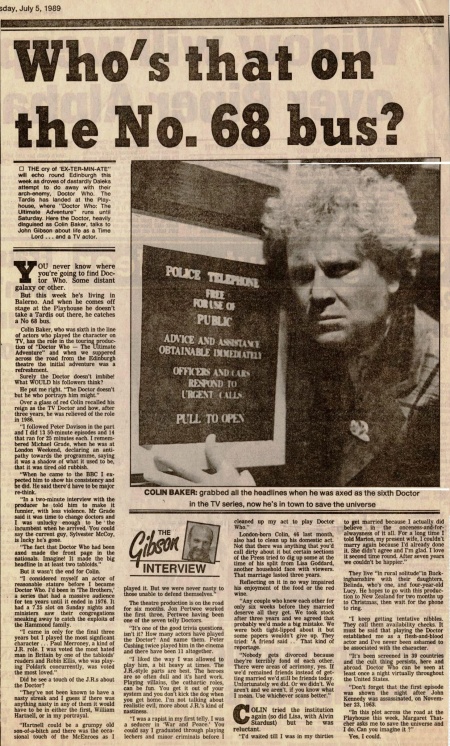 sday, July 5, 1989
Who's that on
the No. 68 bus?
□ THE cry of 'EX-TER-MIN-ATE'
will echo round Edinburgh this
week as droves of dastardly Daleks
attempt to do away with their
arch-enemy, Doctor Who. The
Tardis has landed at the Play-
house, where "Doctor Who: The
Ultimate Adventure" runs until
Saturday. Here the Doctor, heavily
disguised as Colin Baker, talks to
John Gibson about life as a Time
Lord . . . and a TV actor.
YOU never know where
you're going to find Doc-
tor Who. Some distant
galaxy or other.
But this week he's living in
Balerno. And when he comes off
stage at the Playhouse he doesn't
take a Tardis out there, he catches
a No 68 bus.
Colin Baker, who was sixth in the line
of actors who played the character on
TV, has the role in the touring produc-
tion of "Doctor Who — The Ultimate
Adventure" and when we suppered
across the road from the Edinburgh
theatre the initial adventure was a
refreshment.
Surely the Doctor doesn't imbibe!
What WOULD his followers think?
He put me right. "The Doctor doesn't
but he who portrays him might."
Over a glass of red Colin recalled his
reign as the TV Doctor and how, after
three years, he was relieved of the role
in 1986.
"I followed Peter Davison in the part
and I did 13 50-minute episodes and 14
that ran for 25 minutes each. I remem-
bered Michael Grade, when he was at
London Weekend, declaring an anti-
pathy towards the programme, saying
it was a shadow of what it used to be,
that it was tired old rubbish.
"When he came to the BBC I ex-
pected him to show his consistency and
he did. He said there'd have to be major
re-think.
"In a two-minute interview with the
producer he told him to make it
funnier, with less violence. Mr Grade
said it was time to change doctors and
I was unlucky enough to be the
incumbent when he arrived. You could
say the current guy, Sylvester McCoy,
is lucky he's gone.
"The fact that Doctor Who had been
axed made the front page in the
nationals. Imagine! It made the big
headline in at least two tabloids.
But it wasn't the end for Colin.
"I considered myself an actor of
reasonable stature before I became
Doctor Who. I'd been in 'The Brothers,'
a series that had a massive audience
for ten years until it ended in 1976. It
had a 7.25 slot on Sunday nights and
ministers saw their congregations
sneaking away to catch the exploits of
the Hammond family.
"I came in only for the final three
years but I played the most significant
character . . . Paul Merroney, a kind of
J.R. role. I was voted the most hated
man in Britain by one of the tabloids
readers and Robin Ellis, who was play-
ing Poldark concurrently, was voted
the most loved."
Did he see a touch of the J.R.s about
the Doctor?
"They've not been known to have a
nasty streak and I guess if there was
anything nasty in any of them it would
have to be in either the first, William
Hartnell, or in my portrayal.
"Hartnell could be a grumpy old
son-of-a-bitch and there was the occa-
sional touch of the McEnroes as I
POLICE TELEPHONE
FREE
FOR USE OF
PUBLIC
ADVICE AND ASSISTANCE
OBTAINABLE IMMEDIATELY
OFFICERS AND CARS
RESPOND TO
URGENT CALLS
PULL TO OPEN
COLIN BAKER: grabbed all the headlines when he was axed as the sixth Doctor
in the TV series, now he's in town to save the universe
THE
Gibson
INTERVIEW
played it. But we were never nasty to
those unable to defend themselves."
The theatre production is on the road
for six months. Jon Pertwee worked
the first three, Pertwee having been
one of the seven telly Doctors.
"It's one of the good trivia questions,
isn't it? How many actors have played
the Doctor? And name them. Peter
Cushing twice played him in the cinema
and there have been 13 altogether.
"I liked the way I was allowed to
play him, a bit heavy at times. The
J.R.-style parts are best. The heroes
are so often dull and it's hard work.
Playing villains, the cathartic roles,
can be fun. You get it out of your
system and you don't kick the dog when
you get home. I'm not talking about
realistic evil, more about J.R.'s kind of
nastiness.
"I was a rapist in my first telly. I was
a seducer in 'War and Peace.' You
could say I graduated through playing
lechers and minor criminals before I
cleaned up my act to play Doctor
Who."
London-born Colin, 46 last month,
also had to clean up his domestic act.
Not that there was anything that you'd
call dirty about it but certain sections
of the Press tried to dig up some at the
time of his split from Lisa Goddard,
another household face with viewers.
That marriage lasted three years.
Reflecting on it in no way impaired
his enjoyment of the food or the red
wine.
"Any couple who knew each other for
only six weeks before they married
deserve all they get. We took stock
after three years and we agreed that
probably we'd made a big mistake. We
were both tight-lipped about it but
some papers wouldn't give up. They
tried 'A friend said . . .' That kind of
reportage.
"Nobody gets divorced because
they're terribly fond of each other.
There were areas of acrimony, yes. If
we'd remained friends instead of get-
ting married we'd still be friends today.
I just know we did. Or we didn't. We
aren't and we aren't, if you know what
I mean. Use whichever scans better."
COLIN tried the institution
again (so did Lisa, with Alvin
Stardust) but he was
reluctant.
"I'd waited till I was in my thirties
to get married because I actually did
believe in the once-and-for-
alwaysness of it all. For a long time I
told Marion, my present wife, I couldn't
marry again because I'd already done
it. She didn't agree and I'm glad. I love
it second time round. After seven years
we couldn't be happier."
They live "in rural solitude" in Buck-
inghamshire with their daughters,
Belinda, who's one, and four-year-old
Lucy. He hopes to go with this produc-
tion to New Zealand for two months up
to Christmas, then wait for the phone
to ring.
"I keep getting tentative nibbles.
They call them availability checks. It
must be said that playing the Doctor
established me as a flesh-and-blood
actor and I've never been ashamed to
be associated with the character.
"It's been screened in 39 countries
and the cult thing persists, here and
abroad. Doctor Who can be seen at
least once a night virtually throughout
the United States.
"Don't forget that the first episode
was shown the night after John
Kennedy was assassinated, on Novem-
ber 23, 1963.
"In this plot across the road at the
Playhouse this week, Margaret That-
cher asks me to save the universe and
I do. Can you imagine it?"
Yes, I could.